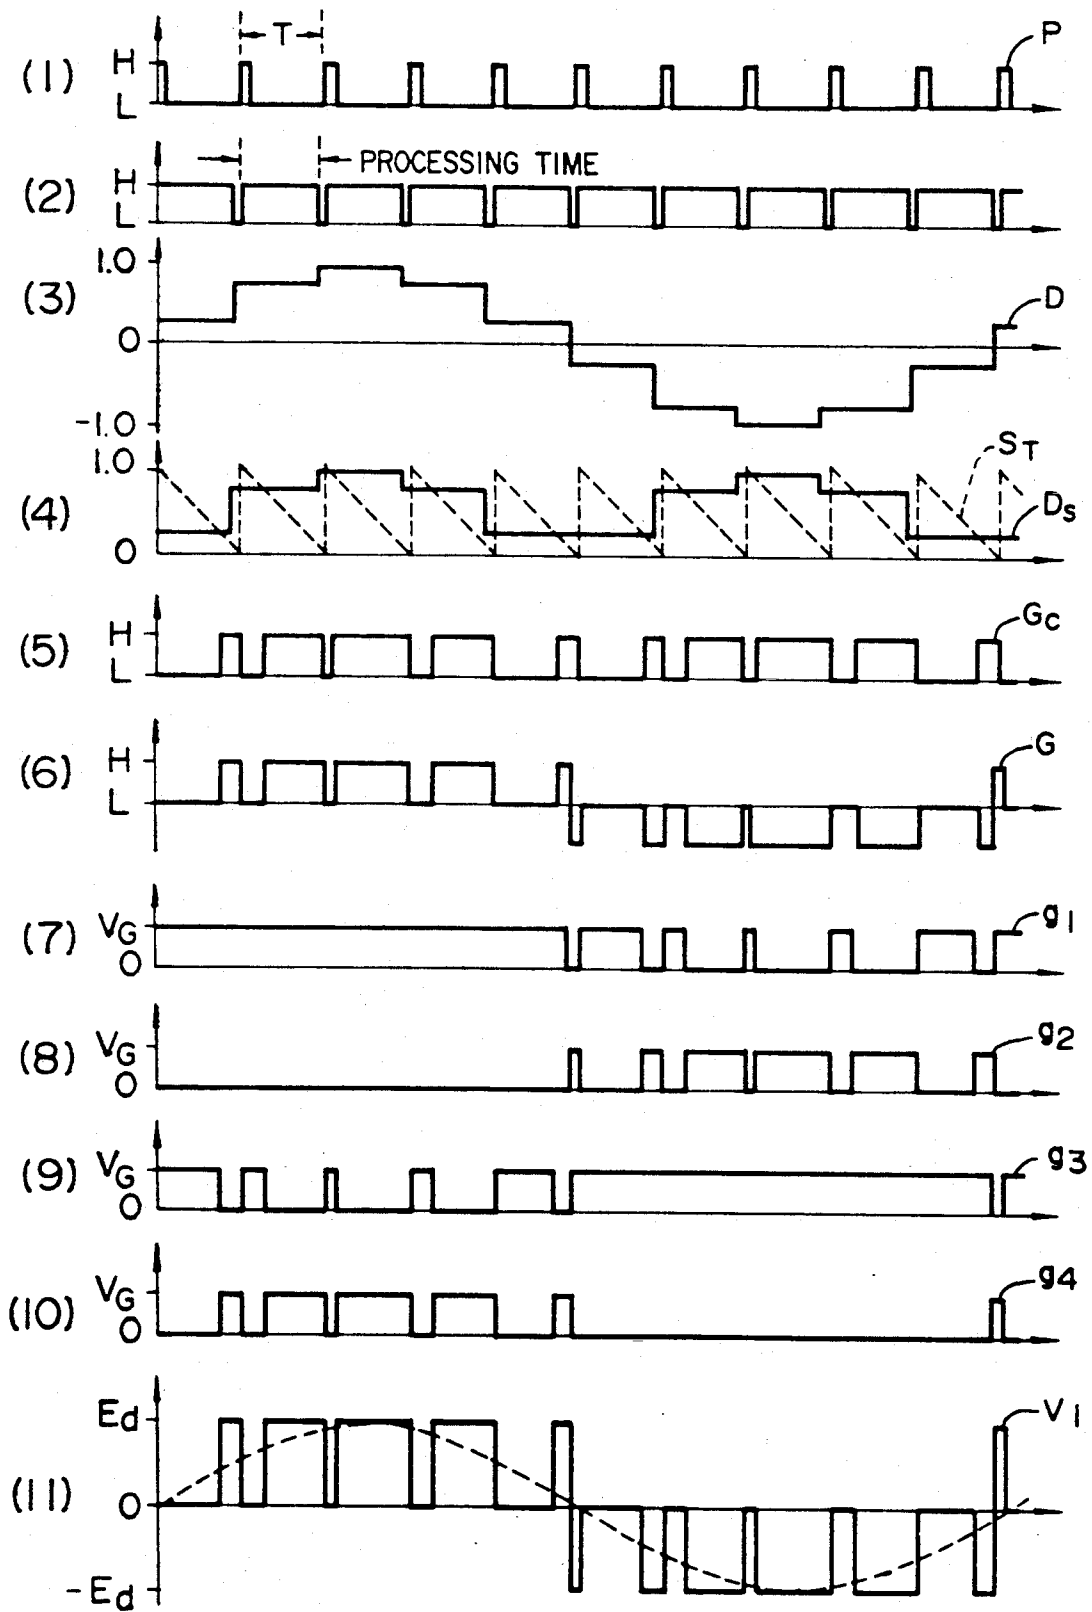 T
P
(1)
H
L
PROCESSING TIME
(2)
H
L
1.0
(3)
D
0
-1.0
1.0
ST
(4)
Ds
0
(5)
H
Gc
L
(6)
H
G
L
(7)
VG
g1
0
(8)
VG
g2
0
(9)
VG
g3
0
(10)
VG
g4
0
Ed
V1
(11)
0
-Ed